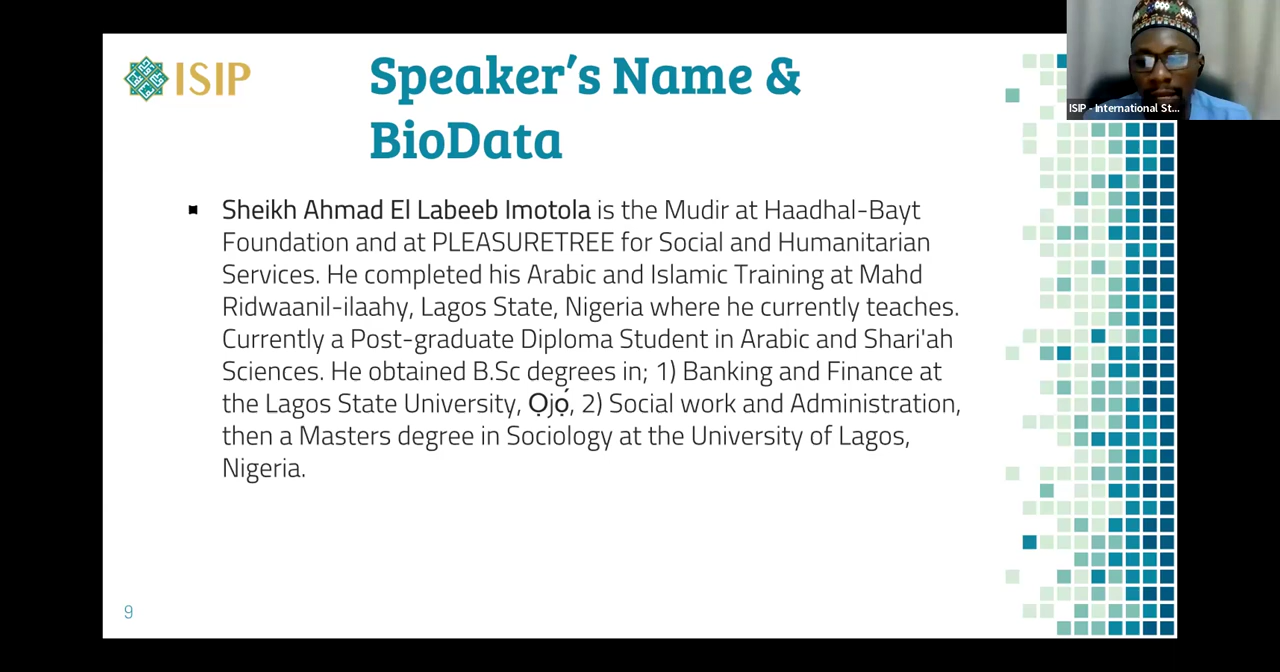 ISIP
Speaker's Name &
BioData
Sheikh Ahmad El Labeeb Imotola is the Mudir at Haadhal-Bayt
Foundation and at PLEASURETREE for Social and Humanitarian
Services. He completed his Arabic and Islamic Training at Mahd
Ridwaanil-ilaahy, Lagos State, Nigeria where he currently teaches.
Currently a Post-graduate Diploma Student in Arabic and Shari'ah
Sciences. He obtained B.Sc degrees in; 1) Banking and Finance at
the Lagos State University, Ọjọ́, 2) Social work and Administration,
then a Masters degree in Sociology at the University of Lagos,
Nigeria.
9
ISIP - International St...